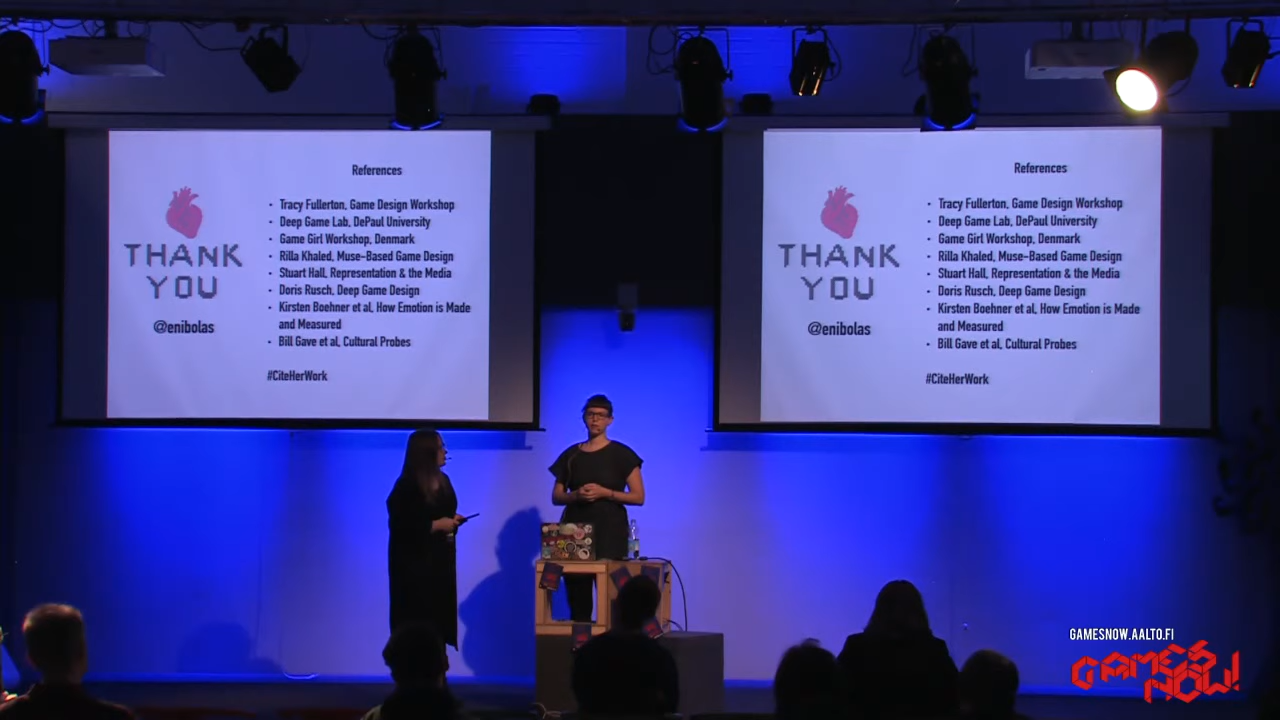 References
• Tracy Fullerton, Game Design Workshop
• Deep Game Lab, DePaul University
• Game Girl Workshop, Denmark
• Rilla Khaled, Muse-Based Game Design
• Stuart Hall, Representation & the Media
• Doris Rusch, Deep Game Design
• Kirsten Boehner et al, How Emotion is Made
and Measured
• Bill Gave et al, Cultural Probes
#CiteHerWork
THANK
YOU
@enibolas
References
• Tracy Fullerton, Game Design Workshop
• Deep Game Lab, DePaul University
• Game Girl Workshop, Denmark
• Rilla Khaled, Muse-Based Game Design
• Stuart Hall, Representation & the Media
• Doris Rusch, Deep Game Design
• Kirsten Boehner et al, How Emotion is Made
and Measured
• Bill Gave et al, Cultural Probes
#CiteHerWork
THANK
YOU
@enibolas
GAMESNOW.AALTO.FI
GAMES
NOW!